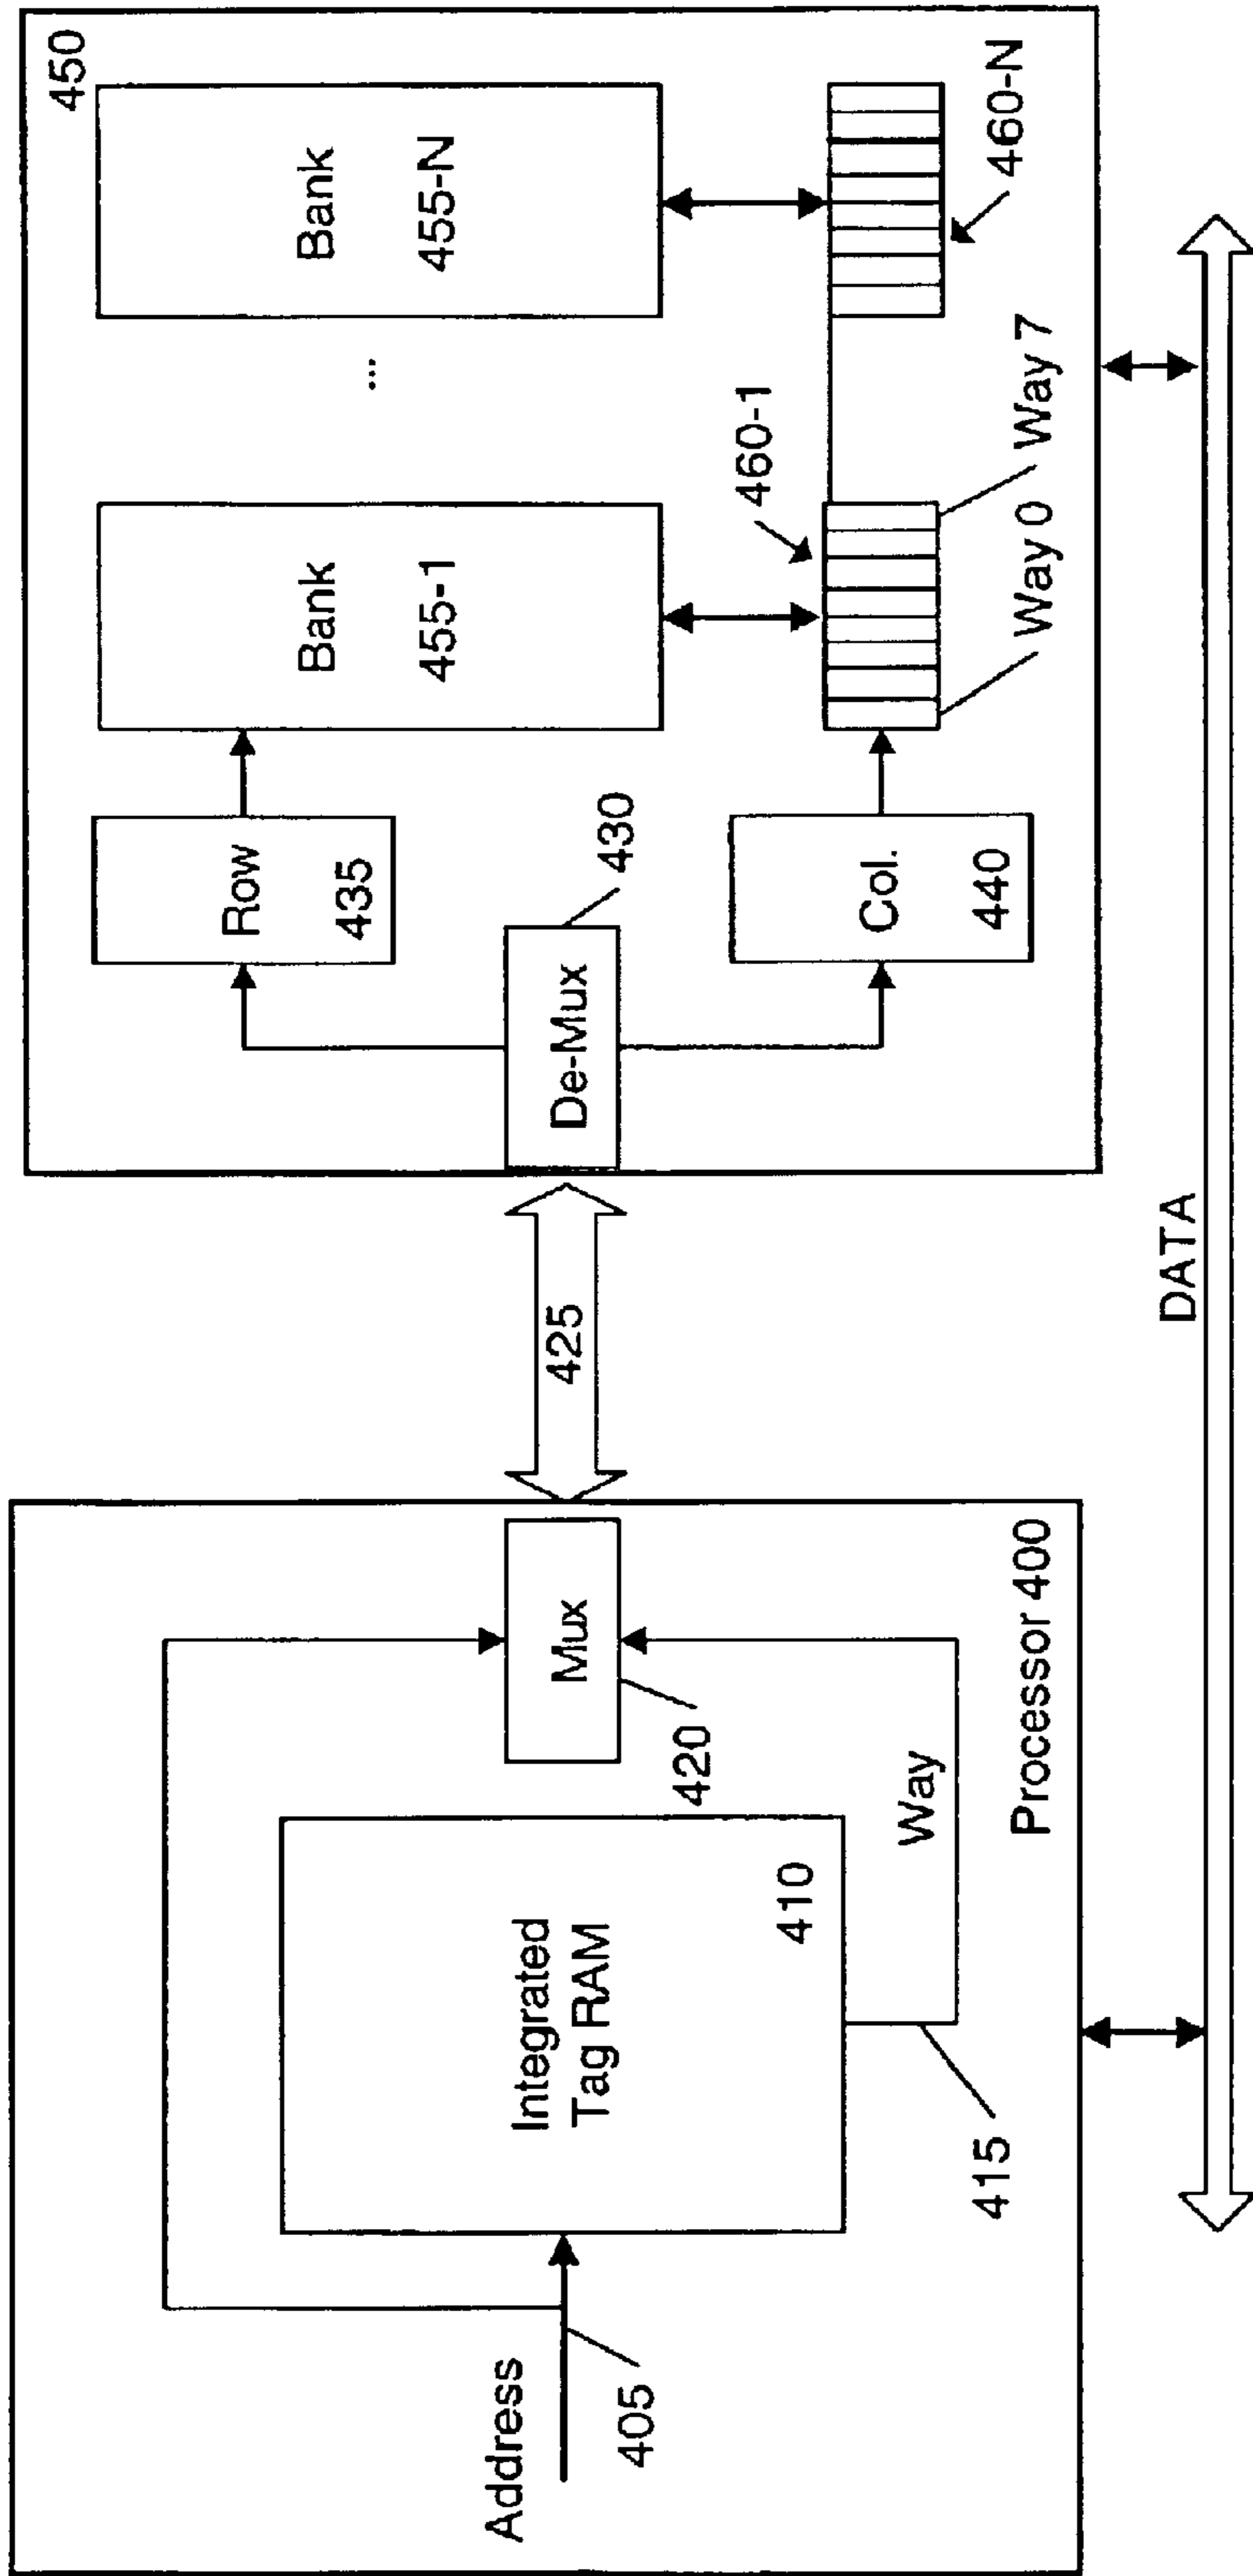 Address
405
Integrated
Tag RAM
410
415
Way
Mux
420
Processor 400
425
De-Mux
430
Row
435
Col.
440
450
Bank
455-1
...
Bank
455-N
460-1
460-N
Way 0
Way 7
DATA